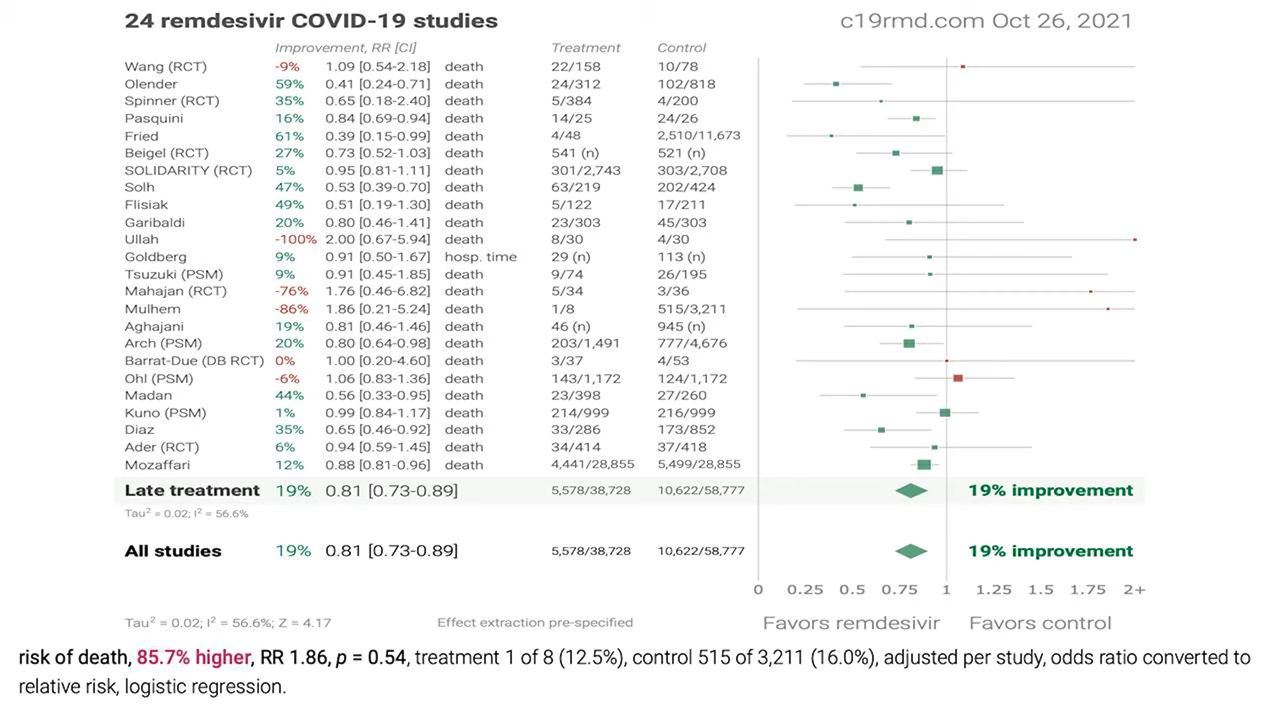 24 remdesivir COVID-19 studies c19rmd.com Oct 26, 2021
Improvement, RR [CI] Treatment Control
Wang (RCT) -9% 1.09 [0.54-2.18] death 22/158 10/78
Olender 59% 0.41 [0.24-0.71] death 24/312 102/818
Spinner (RCT) 35% 0.65 [0.18-2.40] death 5/384 4/200
Pasquini 16% 0.84 [0.69-0.94] death 14/25 24/26
Fried 61% 0.39 [0.15-0.99] death 4/48 2,510/11,673
Beigel (RCT) 27% 0.73 [0.52-1.03] death 541 (n) 521 (n)
SOLIDARITY (RCT) 5% 0.95 [0.81-1.11] death 301/2,743 303/2,708
Solh 47% 0.53 [0.39-0.70] death 63/219 202/424
Flisiak 49% 0.51 [0.19-1.30] death 5/122 17/211
Garibaldi 20% 0.80 [0.46-1.41] death 23/303 45/303
Ullah -100% 2.00 [0.67-5.94] death 8/30 4/30
Goldberg 9% 0.91 [0.50-1.67] hosp. time 29 (n) 113 (n)
Tsuzuki (PSM) 9% 0.91 [0.45-1.85] death 9/74 26/195
Mahajan (RCT) -76% 1.76 [0.46-6.82] death 5/34 3/36
Mulhem -86% 1.86 [0.21-5.24] death 1/8 515/3,211
Aghajani 19% 0.81 [0.46-1.46] death 46 (n) 945 (n)
Arch (PSM) 20% 0.80 [0.64-0.98] death 203/1,491 777/4,676
Barrat-Due (DB RCT) 0% 1.00 [0.20-4.60] death 3/37 4/53
Ohl (PSM) -6% 1.06 [0.83-1.36] death 143/1,172 124/1,172
Madan 44% 0.56 [0.33-0.95] death 23/398 27/260
Kuno (PSM) 1% 0.99 [0.84-1.17] death 214/999 216/999
Diaz 35% 0.65 [0.46-0.92] death 33/286 173/852
Ader (RCT) 6% 0.94 [0.59-1.45] death 34/414 37/418
Mozaffari 12% 0.88 [0.81-0.96] death 4,441/28,855 5,499/28,855
Late treatment 19% 0.81 [0.73-0.89] 5,578/38,728 10,622/58,777 19% improvement
Tau² = 0.02; I² = 56.6%
All studies 19% 0.81 [0.73-0.89] 5,578/38,728 10,622/58,777 19% improvement
0 0.25 0.5 0.75 1 1.25 1.5 1.75 2+
Tau² = 0.02; I² = 56.6%; Z = 4.17 Effect extraction pre-specified Favors remdesivir Favors control
risk of death, 85.7% higher, RR 1.86, p = 0.54, treatment 1 of 8 (12.5%), control 515 of 3,211 (16.0%), adjusted per study, odds ratio converted to
relative risk, logistic regression.